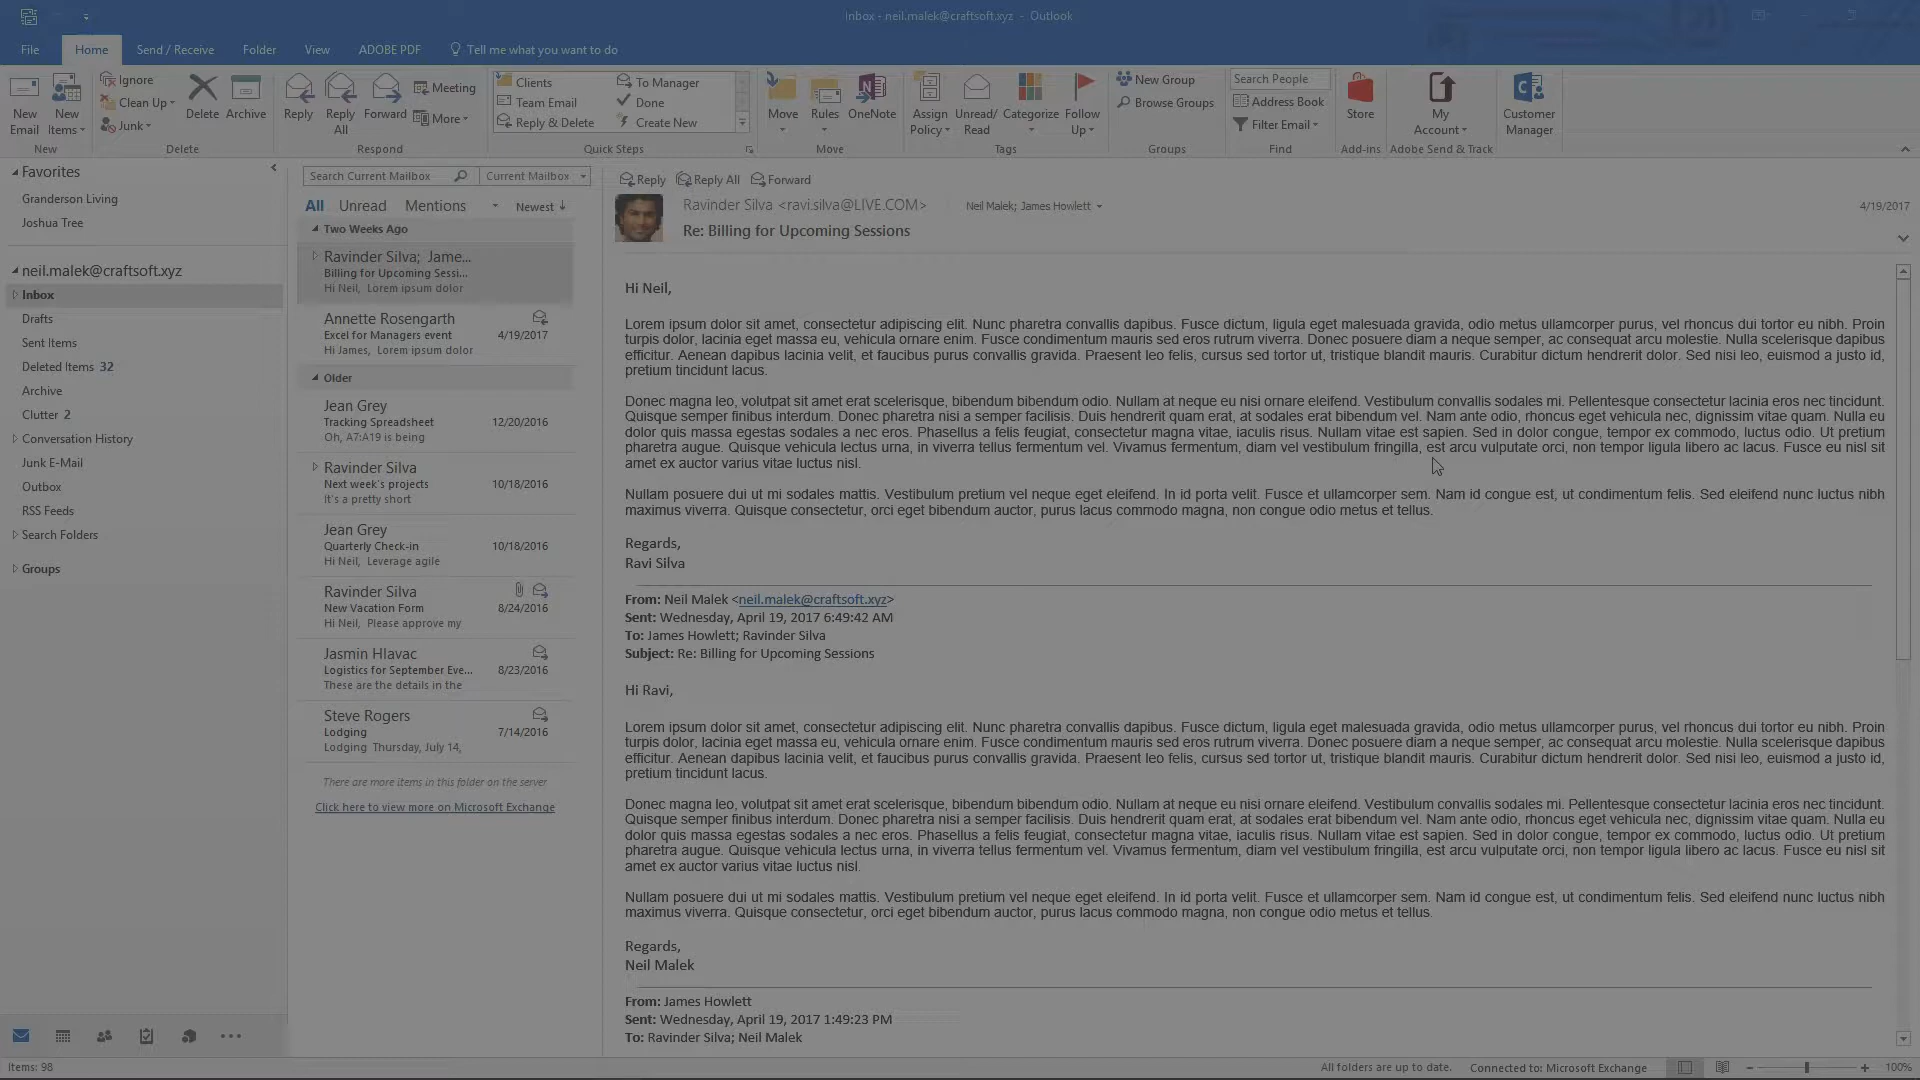 Inbox - neil.malek@craftsoft.xyz - Outlook
File Home Send / Receive Folder View ADOBE PDF Tell me what you want to do
New Email
New Items
Ignore
Clean Up
Junk
Delete
Archive
Reply
Reply All
Forward
Meeting
More
Clients
Team Email
Reply & Delete
To Manager
Done
Create New
Move
Rules
OneNote
Assign Policy
Unread/ Read
Categorize
Follow Up
New Group
Browse Groups
Search People
Address Book
Filter Email
Store
My Account
Customer Manager
New Delete Respond Quick Steps Move Tags Groups Find Add-ins Adobe Send & Track
Favorites
Granderson Living
Joshua Tree
neil.malek@craftsoft.xyz
Inbox
Drafts
Sent Items
Deleted Items 32
Archive
Clutter 2
Conversation History
Junk E-Mail
Outbox
RSS Feeds
Search Folders
Groups
Search Current Mailbox Current Mailbox
All Unread Mentions Newest
Two Weeks Ago
Ravinder Silva; Jame...
Billing for Upcoming Sessi...
Hi Neil, Lorem ipsum dolor
Annette Rosengarth
Excel for Managers event 4/19/2017
Hi James, Lorem ipsum dolor
Older
Jean Grey
Tracking Spreadsheet 12/20/2016
Oh, A7:A19 is being
Ravinder Silva
Next week's projects 10/18/2016
It's a pretty short
Jean Grey
Quarterly Check-in 10/18/2016
Hi Neil, Leverage agile
Ravinder Silva
New Vacation Form 8/24/2016
Hi Neil, Please approve my
Jasmin Hlavac
Logistics for September Eve... 8/23/2016
These are the details in the
Steve Rogers
Lodging 7/14/2016
Lodging Thursday, July 14,
There are more items in this folder on the server
Click here to view more on Microsoft Exchange
Reply Reply All Forward
Ravinder Silva <ravi.silva@LIVE.COM> Neil Malek; James Howlett 4/19/2017
Re: Billing for Upcoming Sessions
Hi Neil,
Lorem ipsum dolor sit amet, consectetur adipiscing elit. Nunc pharetra convallis dapibus. Fusce dictum, ligula eget malesuada gravida, odio metus ullamcorper purus, vel rhoncus dui tortor eu nibh. Proin
turpis dolor, lacinia eget massa eu, vehicula ornare enim. Fusce condimentum mauris sed eros rutrum viverra. Donec posuere diam a neque semper, ac consequat arcu molestie. Nulla scelerisque dapibus
efficitur. Aenean dapibus lacinia velit, et faucibus purus convallis gravida. Praesent leo felis, cursus sed tortor ut, tristique blandit mauris. Curabitur dictum hendrerit dolor. Sed nisi leo, euismod a justo id,
pretium tincidunt lacus.
Donec magna leo, volutpat sit amet erat scelerisque, bibendum bibendum odio. Nullam at neque eu nisi ornare eleifend. Vestibulum convallis sodales mi. Pellentesque consectetur lacinia eros nec tincidunt.
Quisque semper finibus interdum. Donec pharetra nisi a semper facilisis. Duis hendrerit quam erat, at sodales erat bibendum vel. Nam ante odio, rhoncus eget vehicula nec, dignissim vitae quam. Nulla eu
dolor quis massa egestas sodales a nec eros. Phasellus a felis feugiat, consectetur magna vitae, iaculis risus. Nullam vitae est sapien. Sed in dolor congue, tempor ex commodo, luctus odio. Ut pretium
pharetra augue. Quisque vehicula lectus urna, in viverra tellus fermentum vel. Vivamus fermentum, diam vel vestibulum fringilla, est arcu vulputate orci, non tempor ligula libero ac lacus. Fusce eu nisl sit
amet ex auctor varius vitae luctus nisl.
Nullam posuere dui ut mi sodales mattis. Vestibulum pretium vel neque eget eleifend. In id porta velit. Fusce et ullamcorper sem. Nam id congue est, ut condimentum felis. Sed eleifend nunc luctus nibh
maximus viverra. Quisque consectetur, orci eget bibendum auctor, purus lacus commodo magna, non congue odio metus et tellus.
Regards,
Ravi Silva
From: Neil Malek <neil.malek@craftsoft.xyz>
Sent: Wednesday, April 19, 2017 6:49:42 AM
To: James Howlett; Ravinder Silva
Subject: Re: Billing for Upcoming Sessions
Hi Ravi,
Lorem ipsum dolor sit amet, consectetur adipiscing elit. Nunc pharetra convallis dapibus. Fusce dictum, ligula eget malesuada gravida, odio metus ullamcorper purus, vel rhoncus dui tortor eu nibh. Proin
turpis dolor, lacinia eget massa eu, vehicula ornare enim. Fusce condimentum mauris sed eros rutrum viverra. Donec posuere diam a neque semper, ac consequat arcu molestie. Nulla scelerisque dapibus
efficitur. Aenean dapibus lacinia velit, et faucibus purus convallis gravida. Praesent leo felis, cursus sed tortor ut, tristique blandit mauris. Curabitur dictum hendrerit dolor. Sed nisi leo, euismod a justo id,
pretium tincidunt lacus.
Donec magna leo, volutpat sit amet erat scelerisque, bibendum bibendum odio. Nullam at neque eu nisi ornare eleifend. Vestibulum convallis sodales mi. Pellentesque consectetur lacinia eros nec tincidunt.
Quisque semper finibus interdum. Donec pharetra nisi a semper facilisis. Duis hendrerit quam erat, at sodales erat bibendum vel. Nam ante odio, rhoncus eget vehicula nec, dignissim vitae quam. Nulla eu
dolor quis massa egestas sodales a nec eros. Phasellus a felis feugiat, consectetur magna vitae, iaculis risus. Nullam vitae est sapien. Sed in dolor congue, tempor ex commodo, luctus odio. Ut pretium
pharetra augue. Quisque vehicula lectus urna, in viverra tellus fermentum vel. Vivamus fermentum, diam vel vestibulum fringilla, est arcu vulputate orci, non tempor ligula libero ac lacus. Fusce eu nisl sit
amet ex auctor varius vitae luctus nisl.
Nullam posuere dui ut mi sodales mattis. Vestibulum pretium vel neque eget eleifend. In id porta velit. Fusce et ullamcorper sem. Nam id congue est, ut condimentum felis. Sed eleifend nunc luctus nibh
maximus viverra. Quisque consectetur, orci eget bibendum auctor, purus lacus commodo magna, non congue odio metus et tellus.
Regards,
Neil Malek
From: James Howlett
Sent: Wednesday, April 19, 2017 1:49:23 PM
To: Ravinder Silva; Neil Malek
Items: 98 All folders are up to date. Connected to: Microsoft Exchange 100%